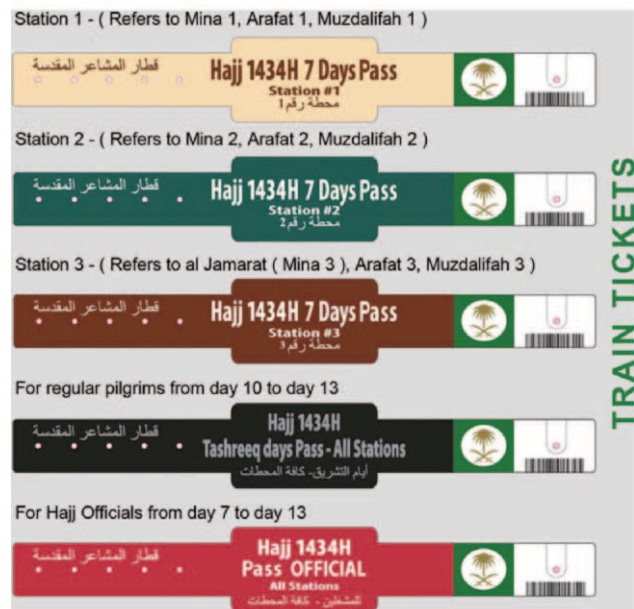 Station 1 - ( Refers to Mina 1, Arafat 1, Muzdalifah 1 )
قطار المشاعر المقدسة
Hajj 1434H 7 Days Pass
Station #1
محطة رقم 1
Station 2 - ( Refers to Mina 2, Arafat 2, Muzdalifah 2 )
قطار المشاعر المقدسة
Hajj 1434H 7 Days Pass
Station #2
محطة رقم 2
Station 3 - ( Refers to al Jamarat ( Mina 3 ), Arafat 3, Muzdalifah 3 )
قطار المشاعر المقدسة
Hajj 1434H 7 Days Pass
Station #3
محطة رقم 3
For regular pilgrims from day 10 to day 13
قطار المشاعر المقدسة
Hajj 1434H
Tashreeq days Pass - All Stations
أيام التشريق - كافة المحطات
For Hajj Officials from day 7 to day 13
قطار المشاعر المقدسة
Hajj 1434H
Pass OFFICIAL
All Stations
للمشغلين - كافة المحطات
TRAIN TICKETS